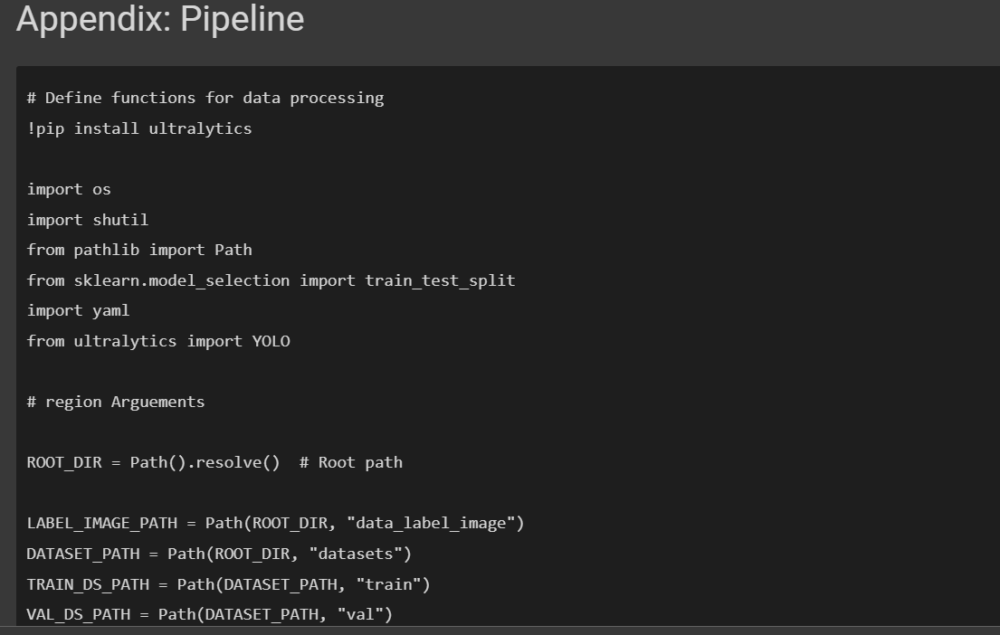 Appendix: Pipeline
# Define functions for data processing
!pip install ultralytics
import os
import shutil
from pathlib import Path
from sklearn.model_selection import train_test_split
import yaml
from ultralytics import YOLO
# region Arguements
ROOT_DIR = Path().resolve()  # Root path
LABEL_IMAGE_PATH = Path(ROOT_DIR, "data_label_image")
DATASET_PATH = Path(ROOT_DIR, "datasets")
TRAIN_DS_PATH = Path(DATASET_PATH, "train")
VAL_DS_PATH = Path(DATASET_PATH, "val")